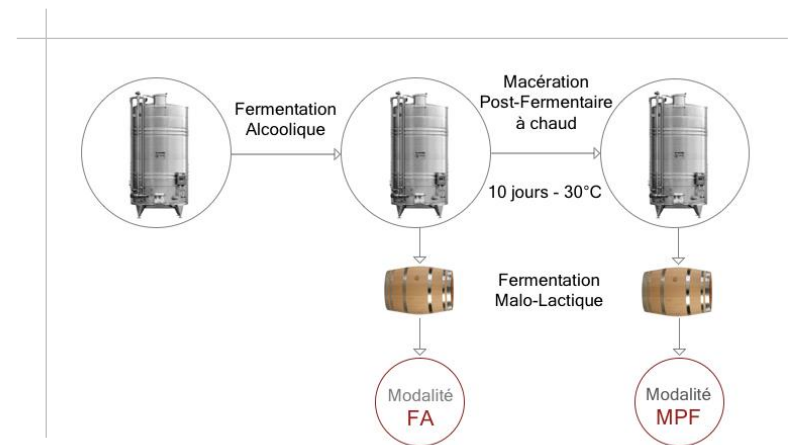 Fermentation
Alcoolique
Macération
Post-Fermentaire
à chaud
10 jours - 30°C
Fermentation
Malo-Lactique
Modalité
FA
Modalité
MPF